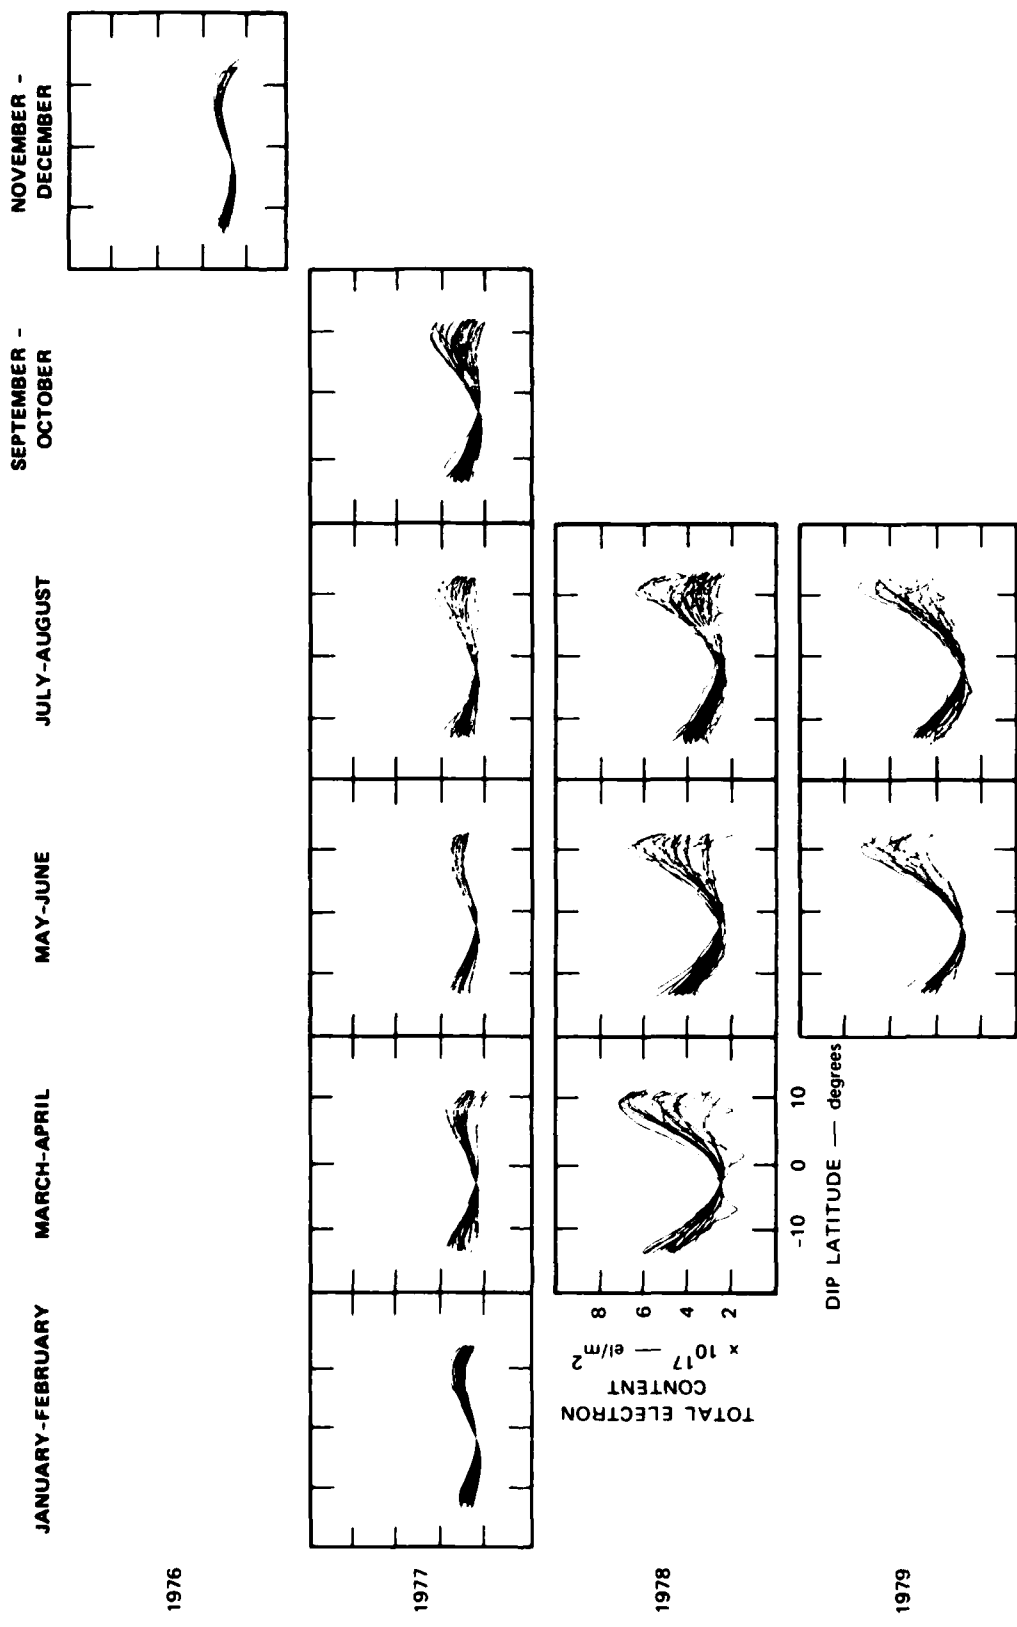 JANUARY-FEBRUARY
MARCH-APRIL
MAY-JUNE
JULY-AUGUST
SEPTEMBER -
OCTOBER
NOVEMBER -
DECEMBER
1976
1977
1978
1979
TOTAL ELECTRON
CONTENT
x 10^17 — el/m^2
8
6
4
2
-10
0
10
DIP LATITUDE — degrees